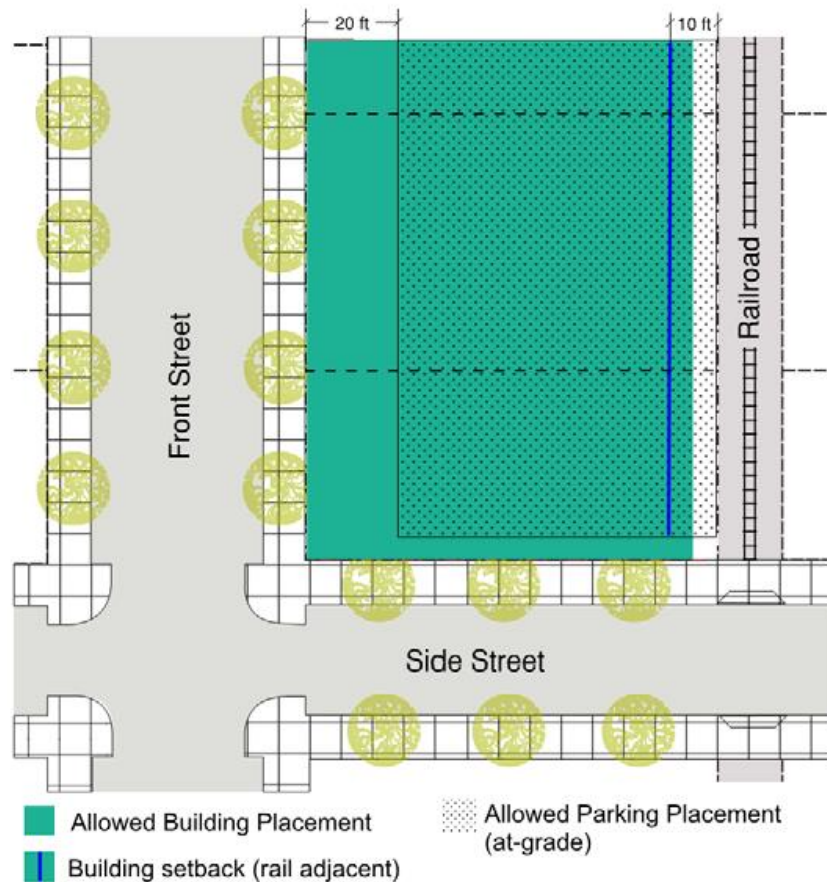 20 ft
10 ft
Front Street
Railroad
Side Street
Allowed Building Placement
Building setback (rail adjacent)
Allowed Parking Placement
(at-grade)